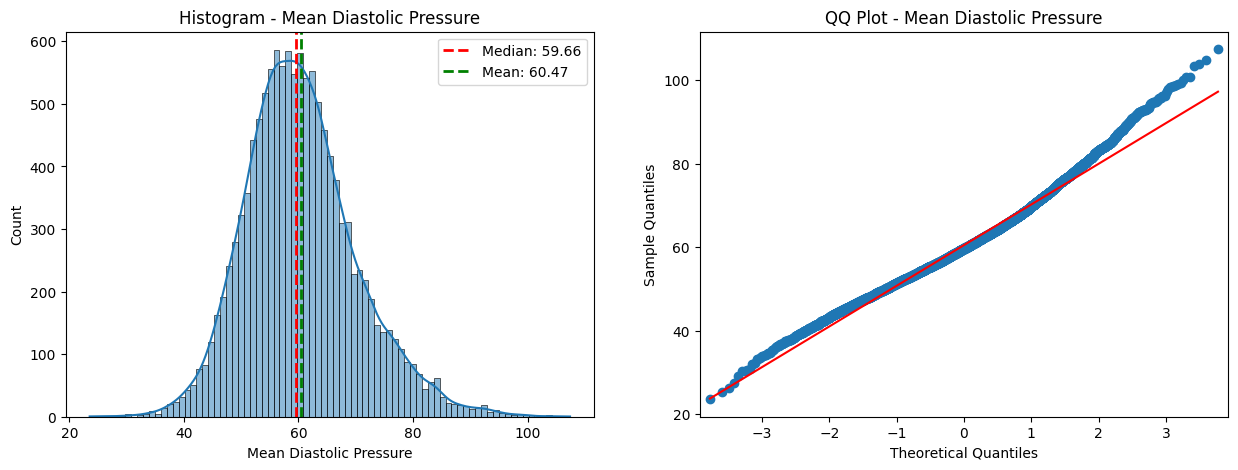 Histogram - Mean Diastolic Pressure
Median: 59.66
Mean: 60.47
Count
600
500
400
300
200
100
0
20 40 60 80 100
Mean Diastolic Pressure
QQ Plot - Mean Diastolic Pressure
Sample Quantiles
100
80
60
40
20
−3 −2 −1 0 1 2 3
Theoretical Quantiles